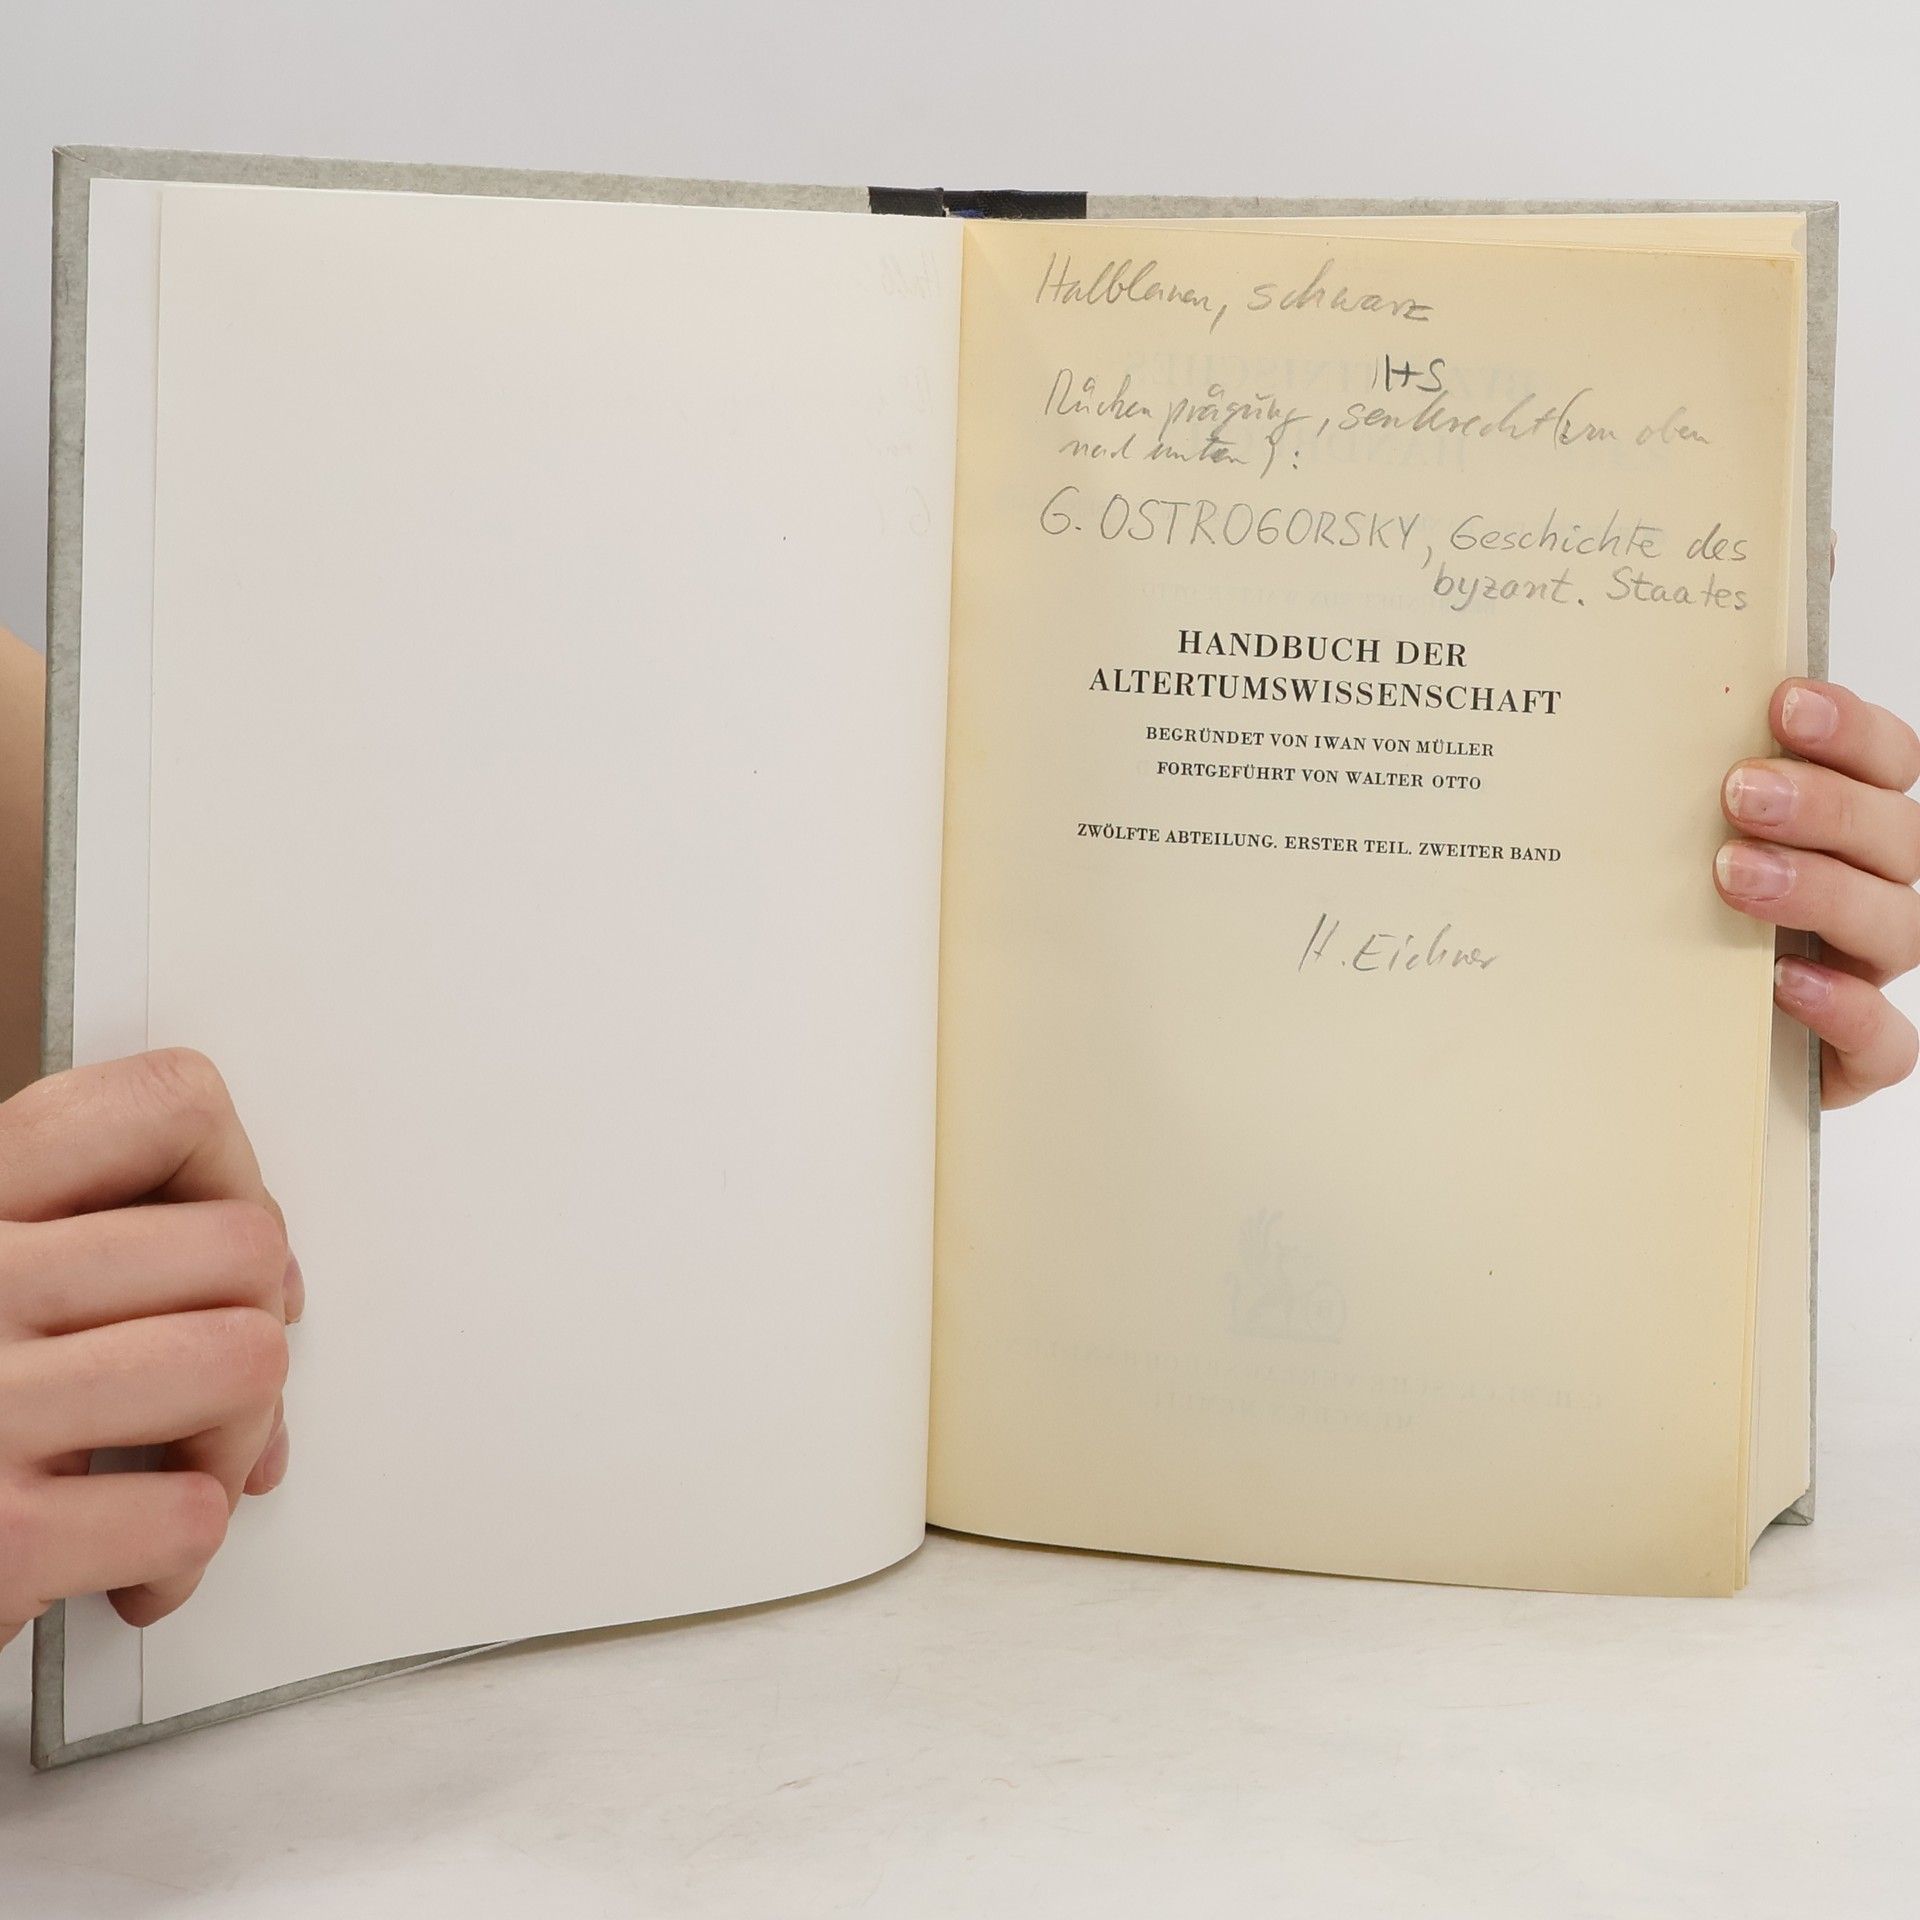 Halbleinen, schwarz
H+S
Rückenprägung, senkrecht (von oben
nach unten):
G. OSTROGORSKY, Geschichte des
byzant. Staates
HANDBUCH DER
ALTERTUMSWISSENSCHAFT
BEGRÜNDET VON IWAN VON MÜLLER
FORTGEFÜHRT VON WALTER OTTO
ZWÖLFTE ABTEILUNG. ERSTER TEIL. ZWEITER BAND
H. Eichner